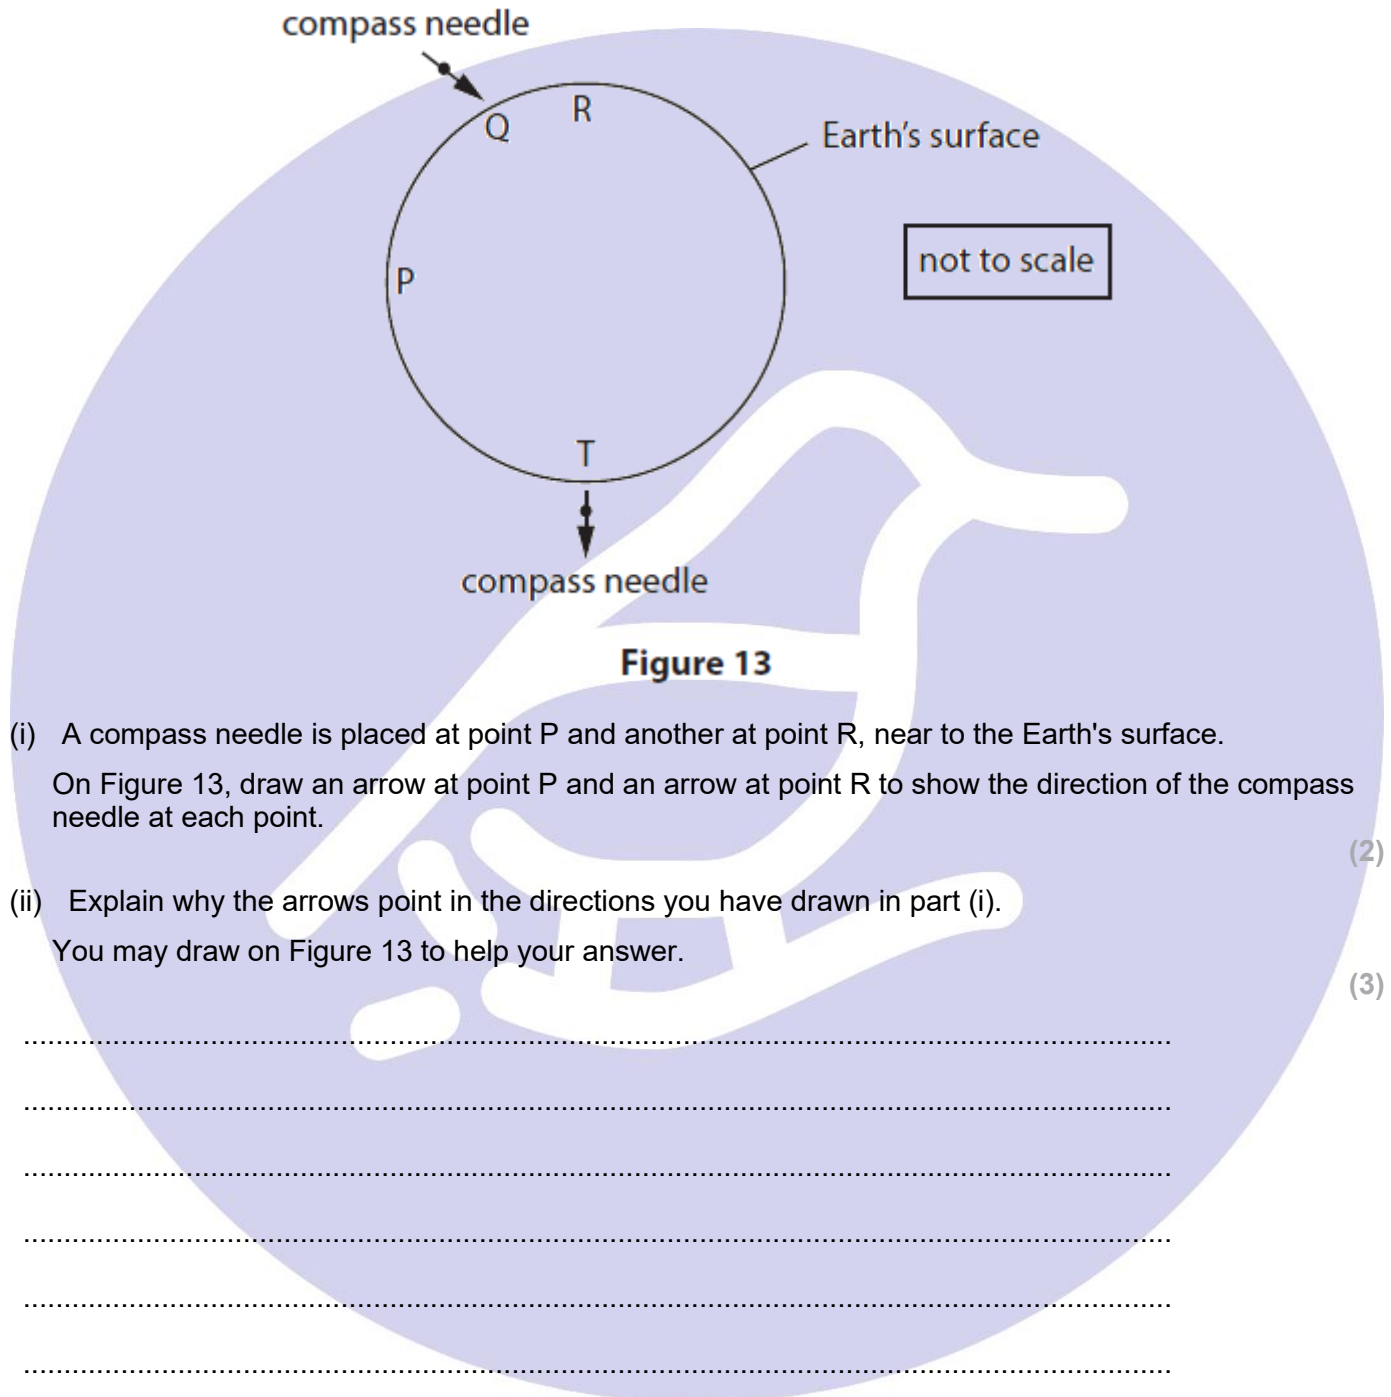 compass needle
R
Q
Earth's surface
not to scale
P
T
compass needle
Figure 13
(i) A compass needle is placed at point P and another at point R, near to the Earth's surface.
On Figure 13, draw an arrow at point P and an arrow at point R to show the direction of the compass
needle at each point.
(2)
(ii) Explain why the arrows point in the directions you have drawn in part (i).
You may draw on Figure 13 to help your answer.
(3)